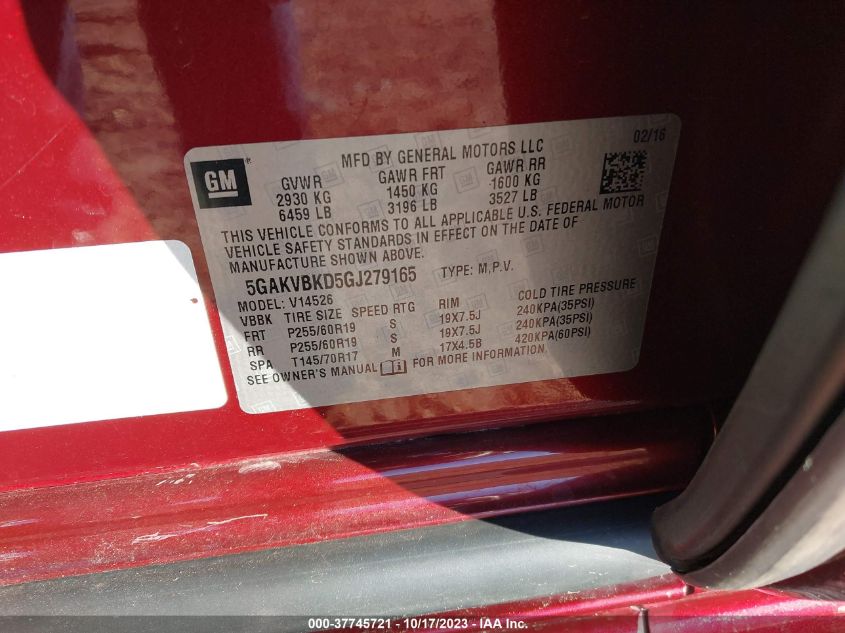 02/16
MFD BY GENERAL MOTORS LLC
GM®
GVWR GAWR FRT GAWR RR
2930 KG 1450 KG 1600 KG
6459 LB 3196 LB 3527 LB
THIS VEHICLE CONFORMS TO ALL APPLICABLE U.S. FEDERAL MOTOR
VEHICLE SAFETY STANDARDS IN EFFECT ON THE DATE OF
MANUFACTURE SHOWN ABOVE.
5GAKVBKD5GJ279165 TYPE: M.P.V.
MODEL: V14526
VBBK TIRE SIZE SPEED RTG RIM COLD TIRE PRESSURE
FRT P255/60R19 S 19X7.5J 240KPA(35PSI)
RR P255/60R19 S 19X7.5J 240KPA(35PSI)
SPA T145/70R17 M 17X4.5B 420KPA(60PSI)
SEE OWNER'S MANUAL FOR MORE INFORMATION.
000-37745721 - 10/17/2023 - IAA Inc.